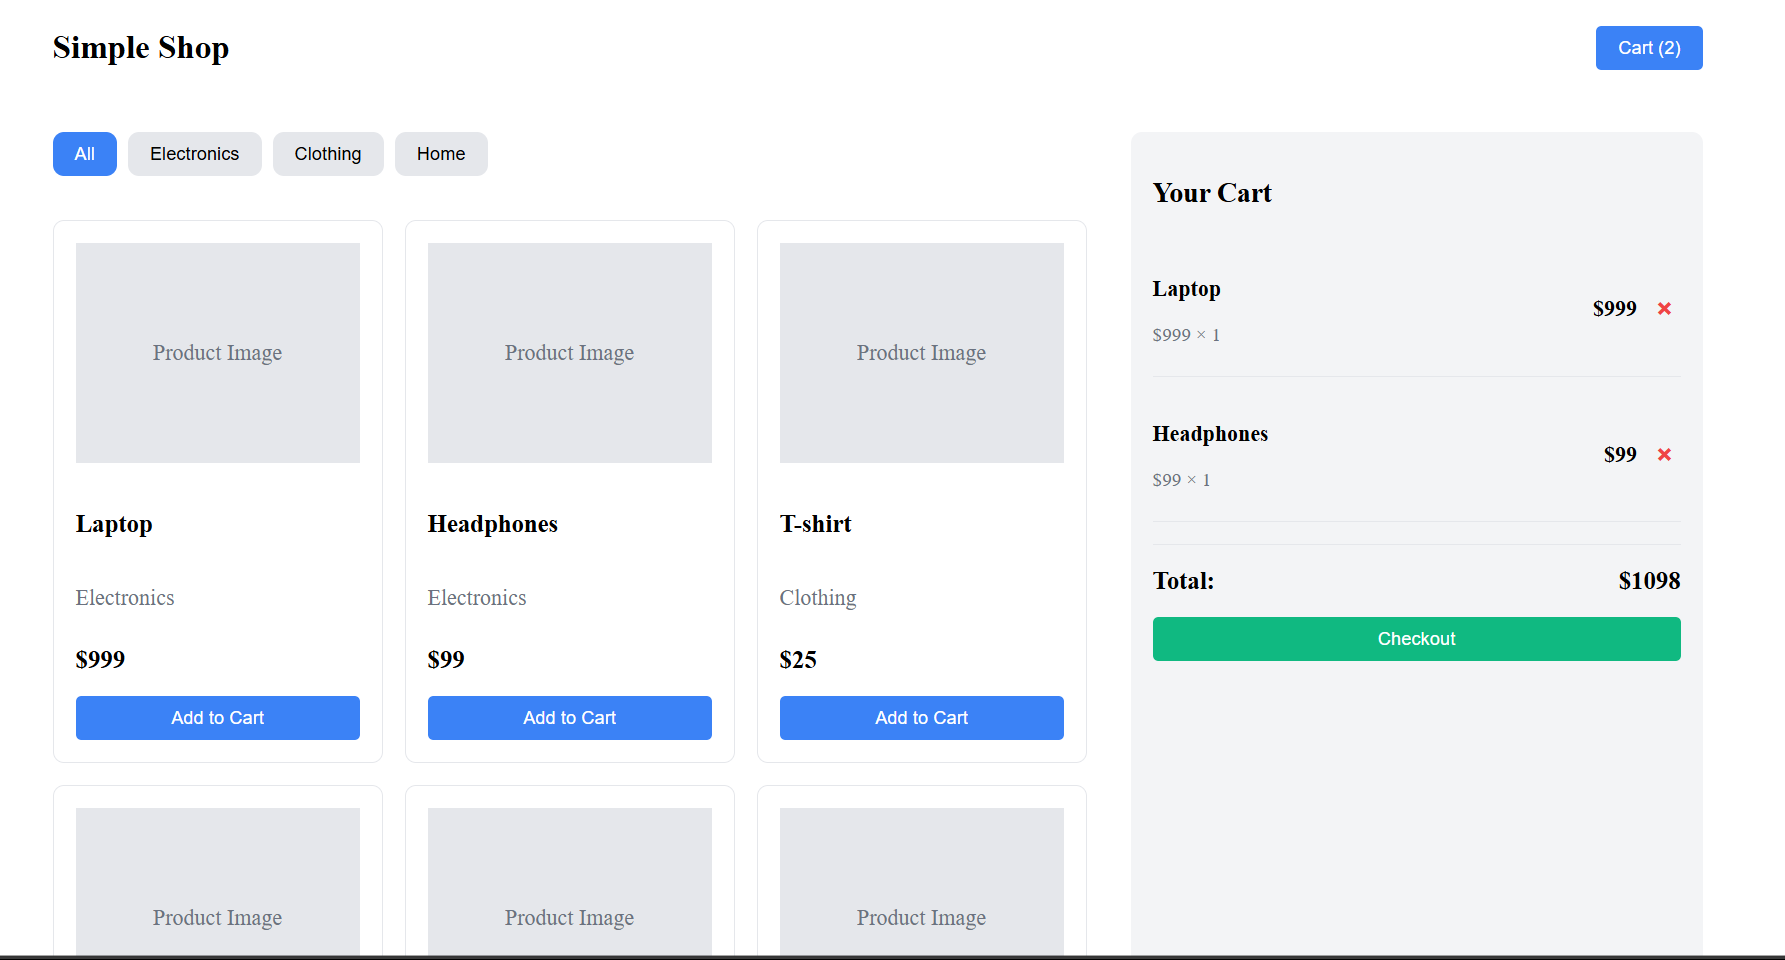 Simple Shop
Cart (2)
All
Electronics
Clothing
Home
Product Image
Product Image
Product Image
Laptop
Headphones
T-shirt
Electronics
Electronics
Clothing
$999
$99
$25
Add to Cart
Add to Cart
Add to Cart
Product Image
Product Image
Product Image
Your Cart
Laptop
$999 × 1
$999
Headphones
$99 × 1
$99
Total: $1098
Checkout